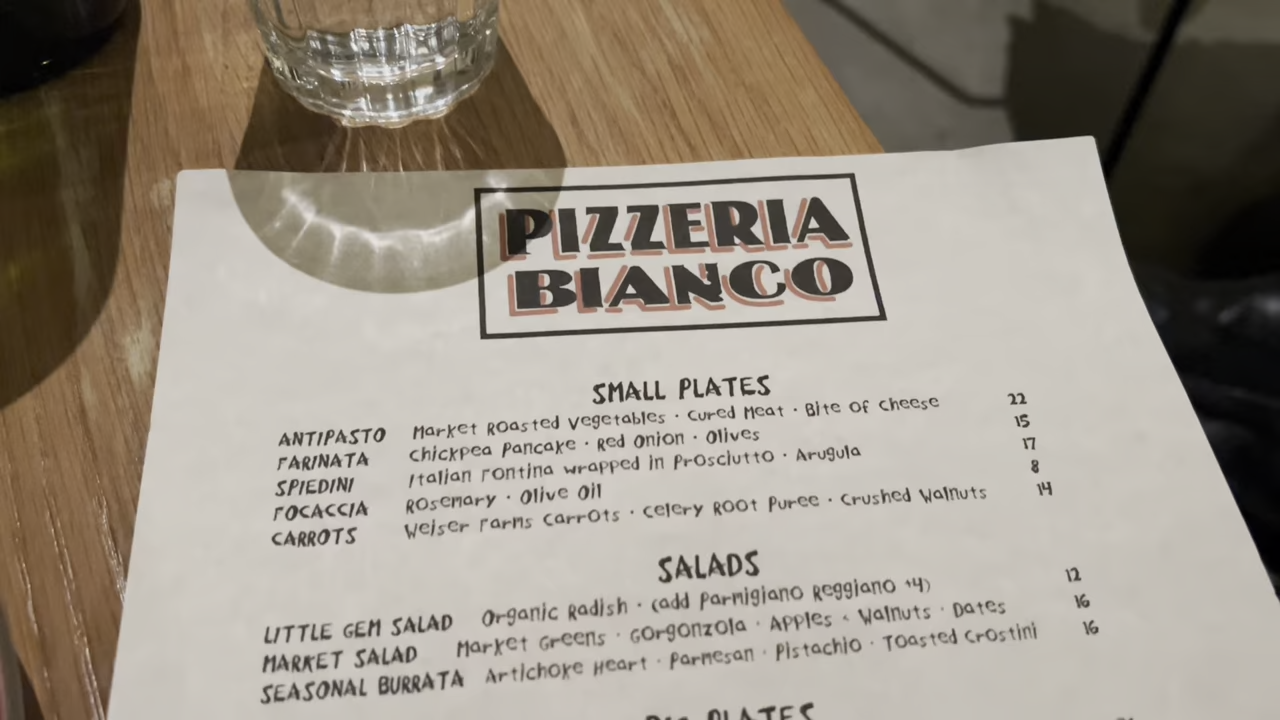 PIZZERIA
BIANCO
SMALL PLATES
ANTIPASTO Market Roasted Vegetables · Cured Meat · Bite of Cheese 22
FARINATA Chickpea Pancake · Red Onion · Olives 15
SPIEDINI Italian Fontina wrapped in Prosciutto · Arugula 17
FOCACCIA Rosemary · Olive Oil 8
CARROTS Weiser Farms Carrots · Celery Root Puree · Crushed Walnuts 14
SALADS
LITTLE GEM SALAD Organic Radish · (add Parmigiano Reggiano +4) 12
MARKET SALAD Market Greens · Gorgonzola · Apples · Walnuts · Dates 16
SEASONAL BURRATA Artichoke Heart · Parmesan · Pistachio · Toasted Crostini 16
PLATES